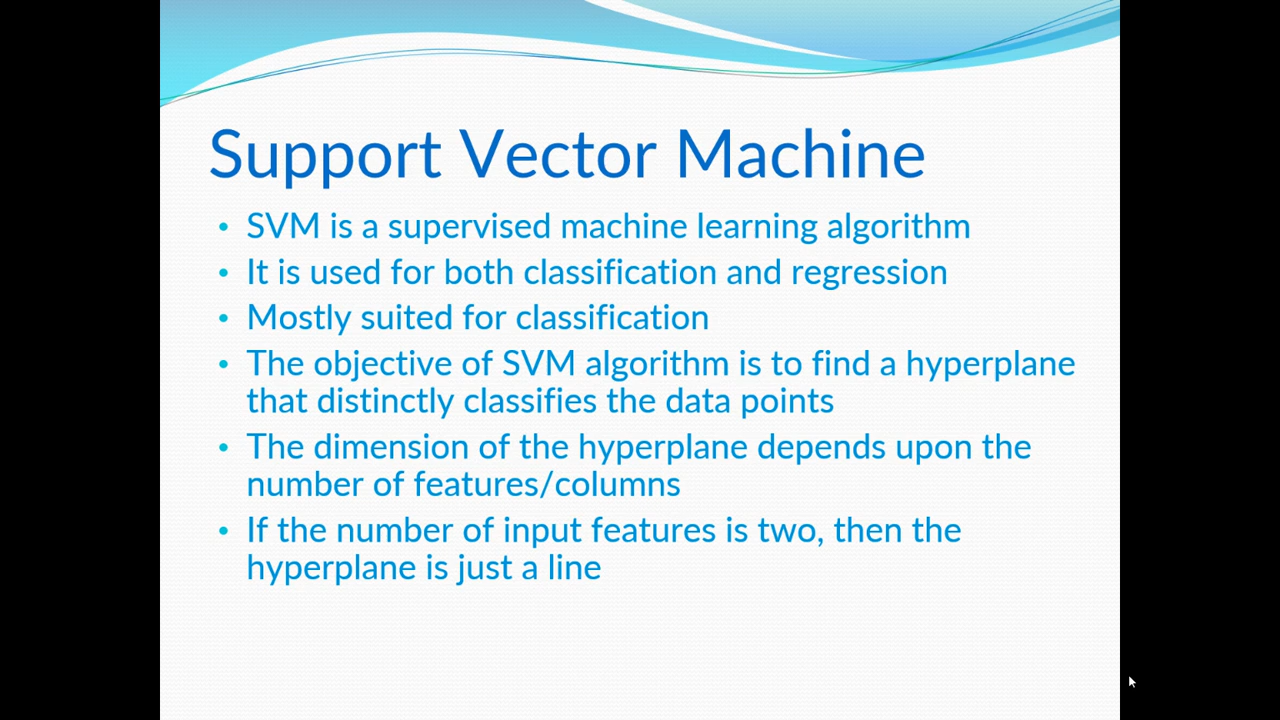 Support Vector Machine
• SVM is a supervised machine learning algorithm
• It is used for both classification and regression
• Mostly suited for classification
• The objective of SVM algorithm is to find a hyperplane
that distinctly classifies the data points
• The dimension of the hyperplane depends upon the
number of features/columns
• If the number of input features is two, then the
hyperplane is just a line